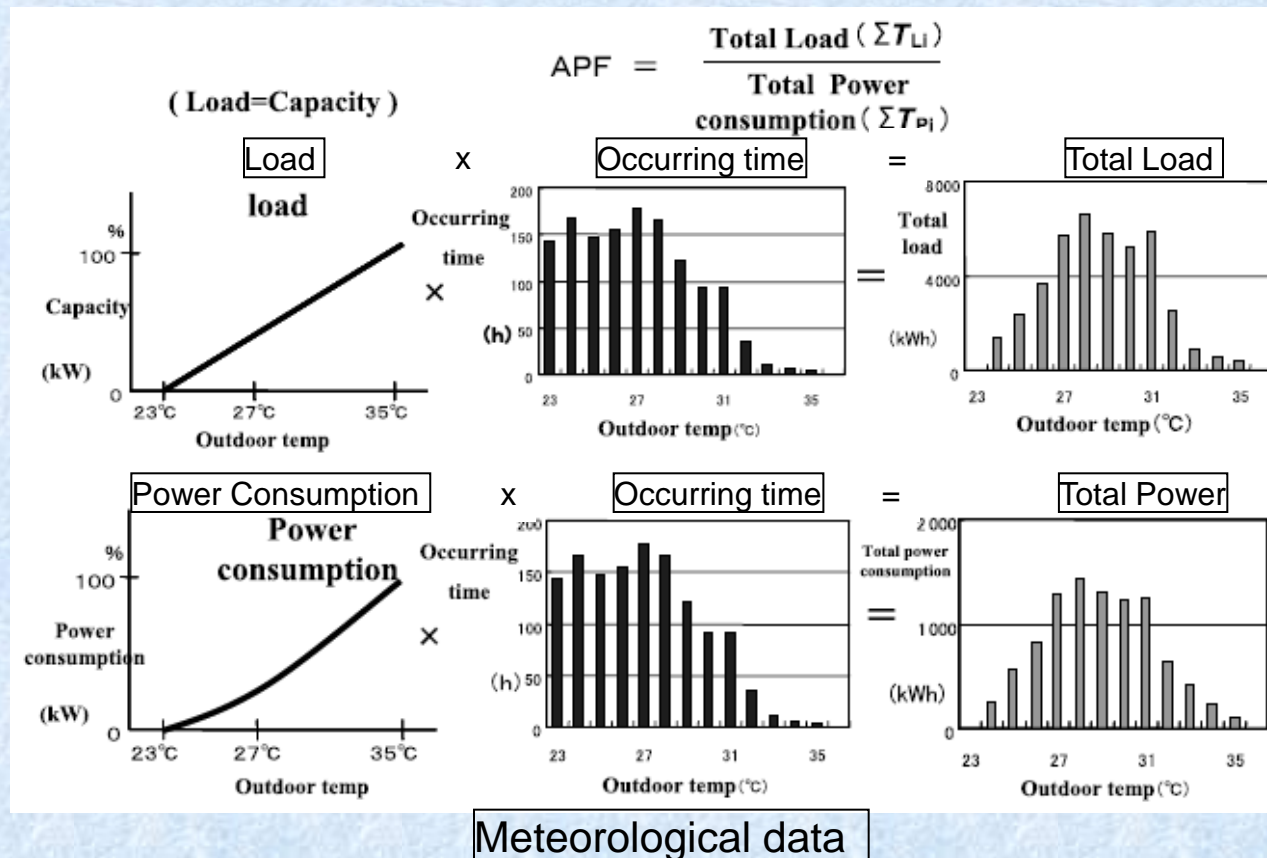 APF = Total Load(ΣTLi)
Total Power
consumption(ΣTPi)
( Load=Capacity )
Load x Occurring time = Total Load
load
%
100
Capacity
(kW)
0
23℃ 27℃ 35℃
Outdoor temp
×
Occurring
time
(h)
200
150
100
50
0
23 27 31 35
Outdoor temp(℃)
=
Total
load
(kWh)
8000
4000
0
23 27 31 35
Outdoor temp(℃)
Power Consumption x Occurring time = Total Power
Power
consumption
%
100
Power
consumption
(kW)
0
23℃ 27℃ 35℃
Outdoor temp
×
Occurring
time
(h)
200
150
100
50
0
23 27 31 35
Outdoor temp(℃)
=
Total power
consumption
(kWh)
2000
1000
0
23 27 31 35
Outdoor temp(℃)
Meteorological data